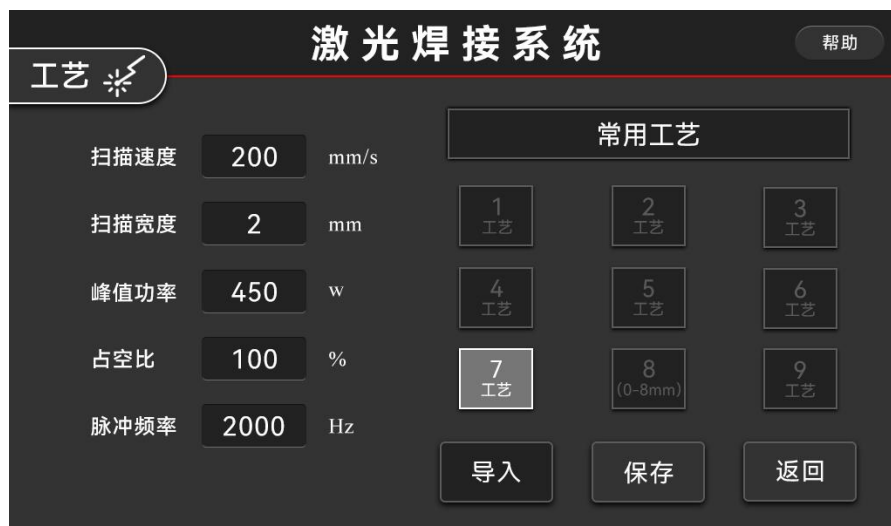 激光焊接系统
帮助
工艺
扫描速度 200 mm/s
扫描宽度 2 mm
峰值功率 450 w
占空比 100 %
脉冲频率 2000 Hz
常用工艺
1 2 3
工艺 工艺 工艺
4 5 6
工艺 工艺 工艺
7 8 9
工艺 (0-8mm) 工艺
导入 保存 返回